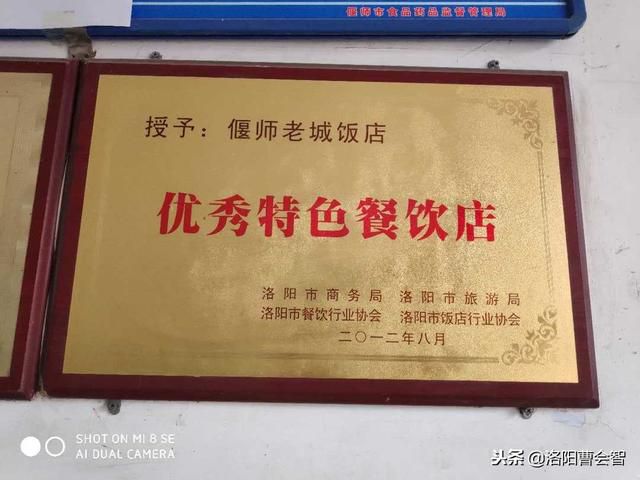 偃师市食品药品监督管理局
授予：偃师老城饭店
优秀特色餐饮店
洛阳市商务局 洛阳市旅游局
洛阳市餐饮行业协会 洛阳市饭店行业协会
二〇一二年八月
SHOT ON MI 8 SE
AI DUAL CAMERA
头条 @洛阳曹会智